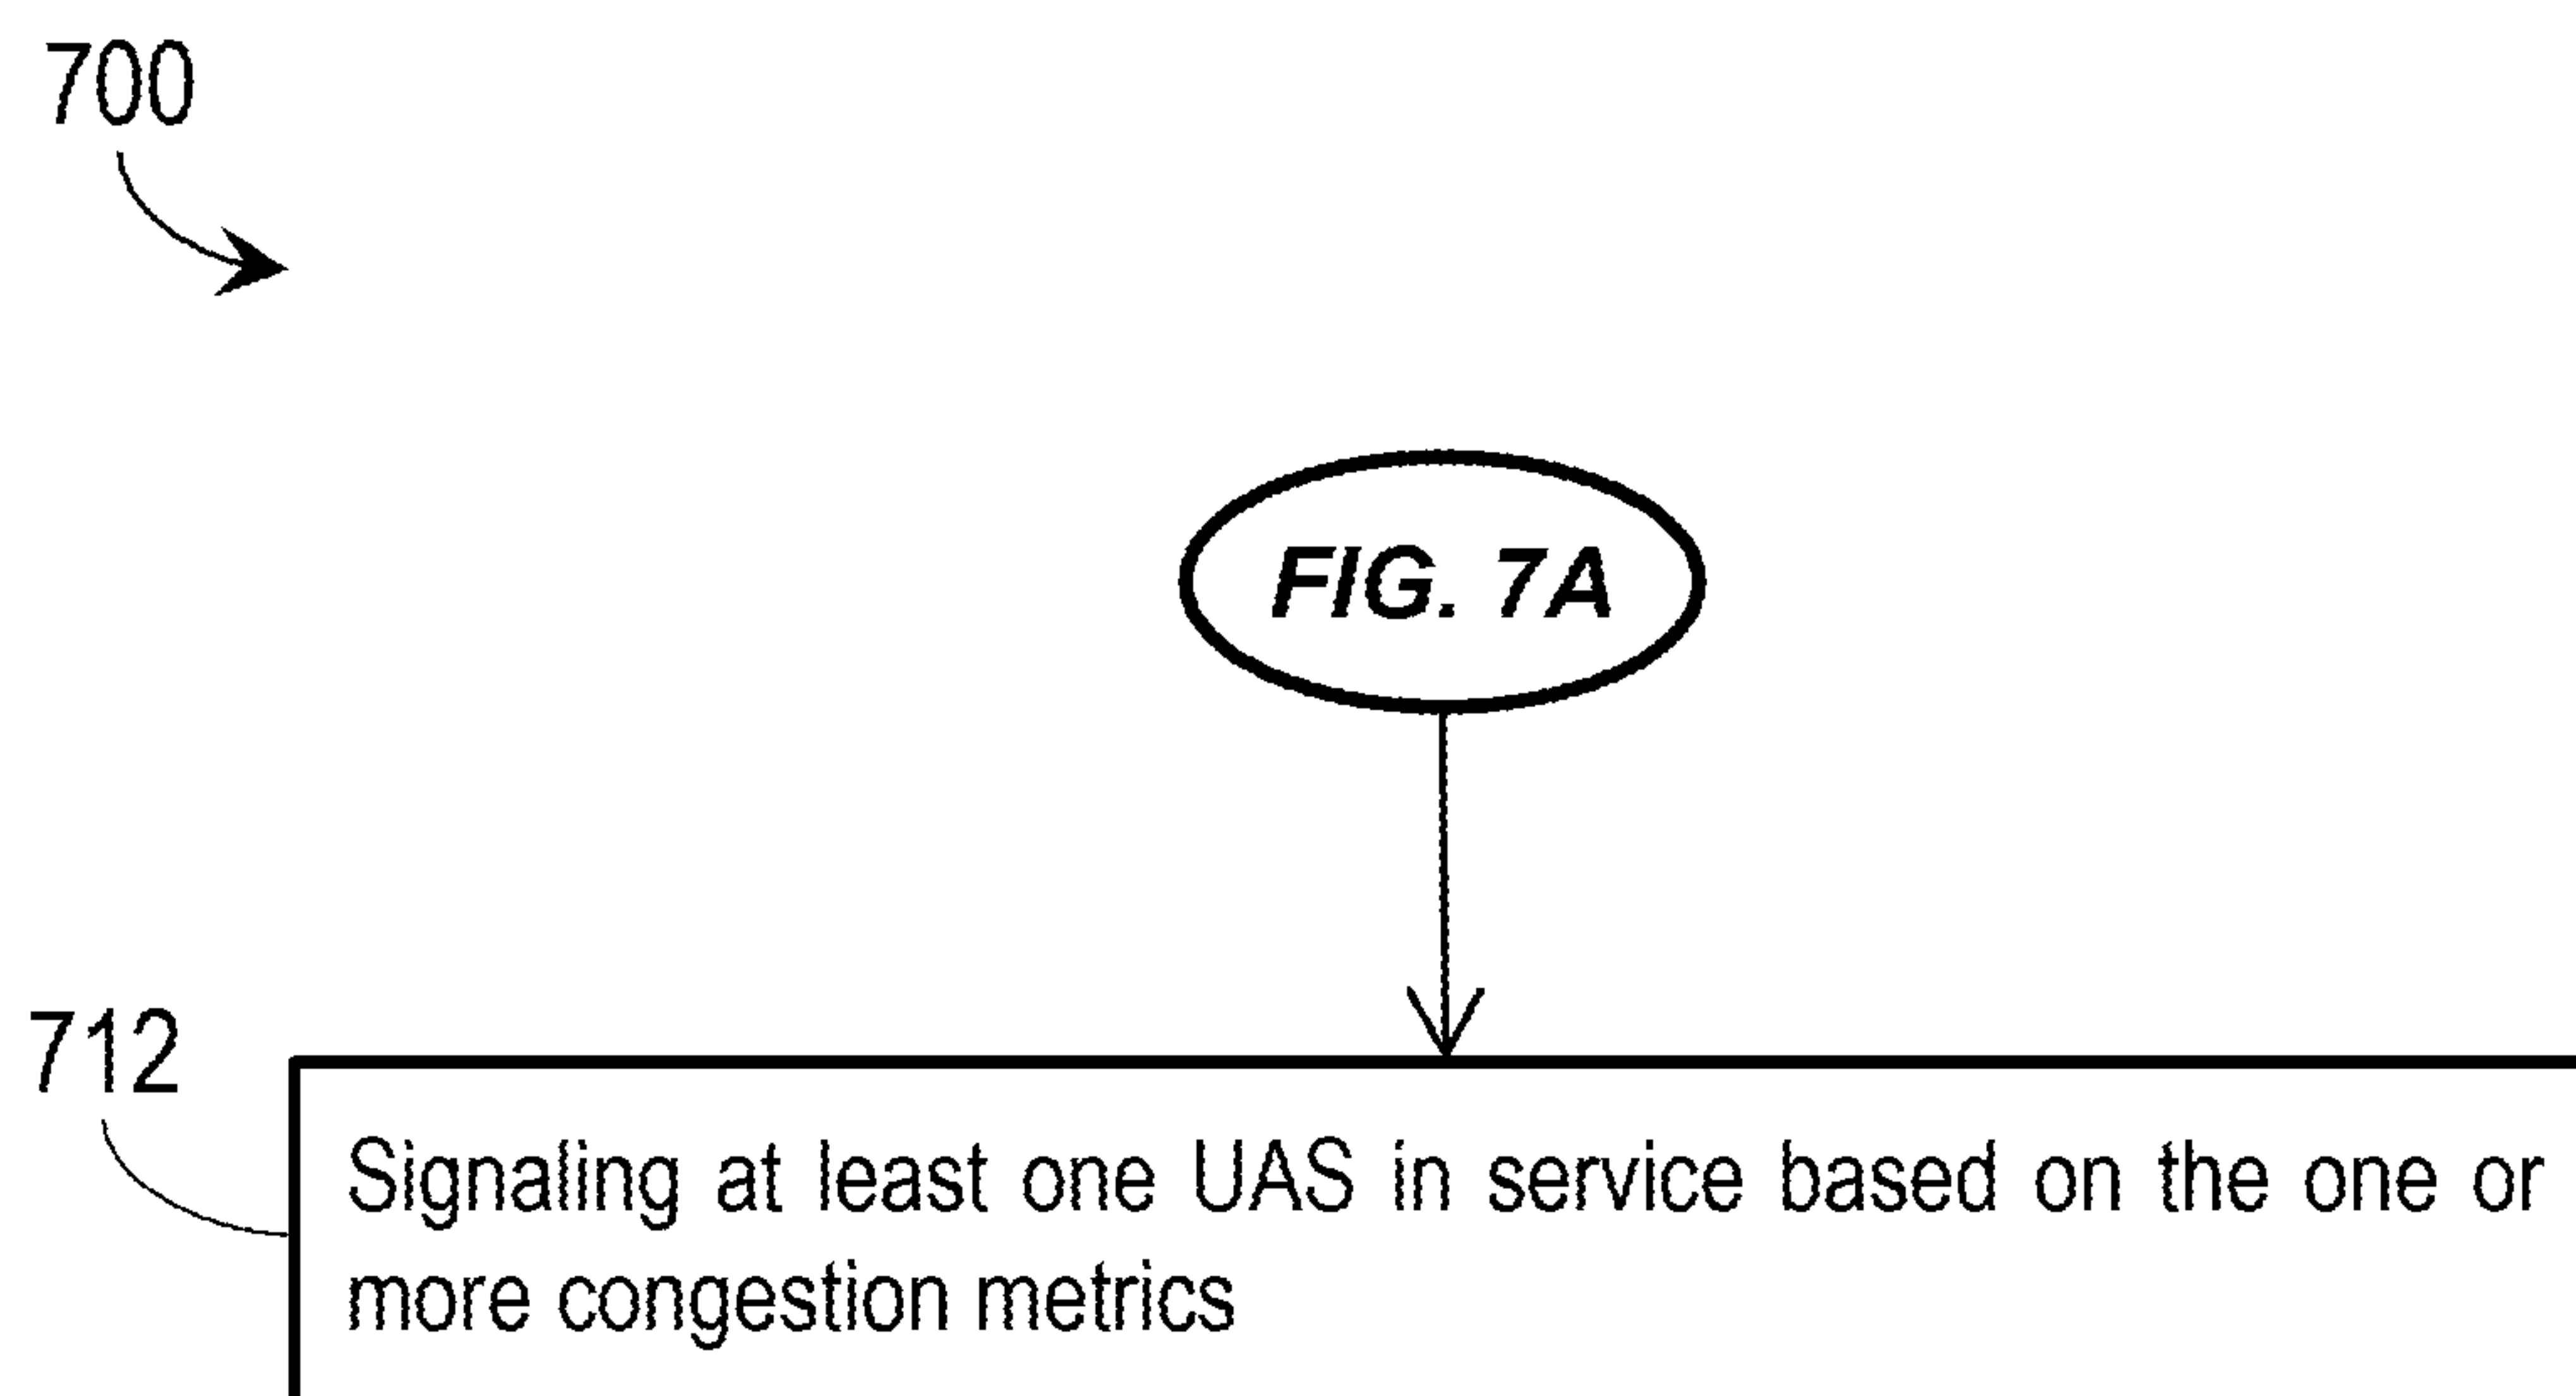 700
FIG. 7A
712
Signaling at least one UAS in service based on the one or
more congestion metrics